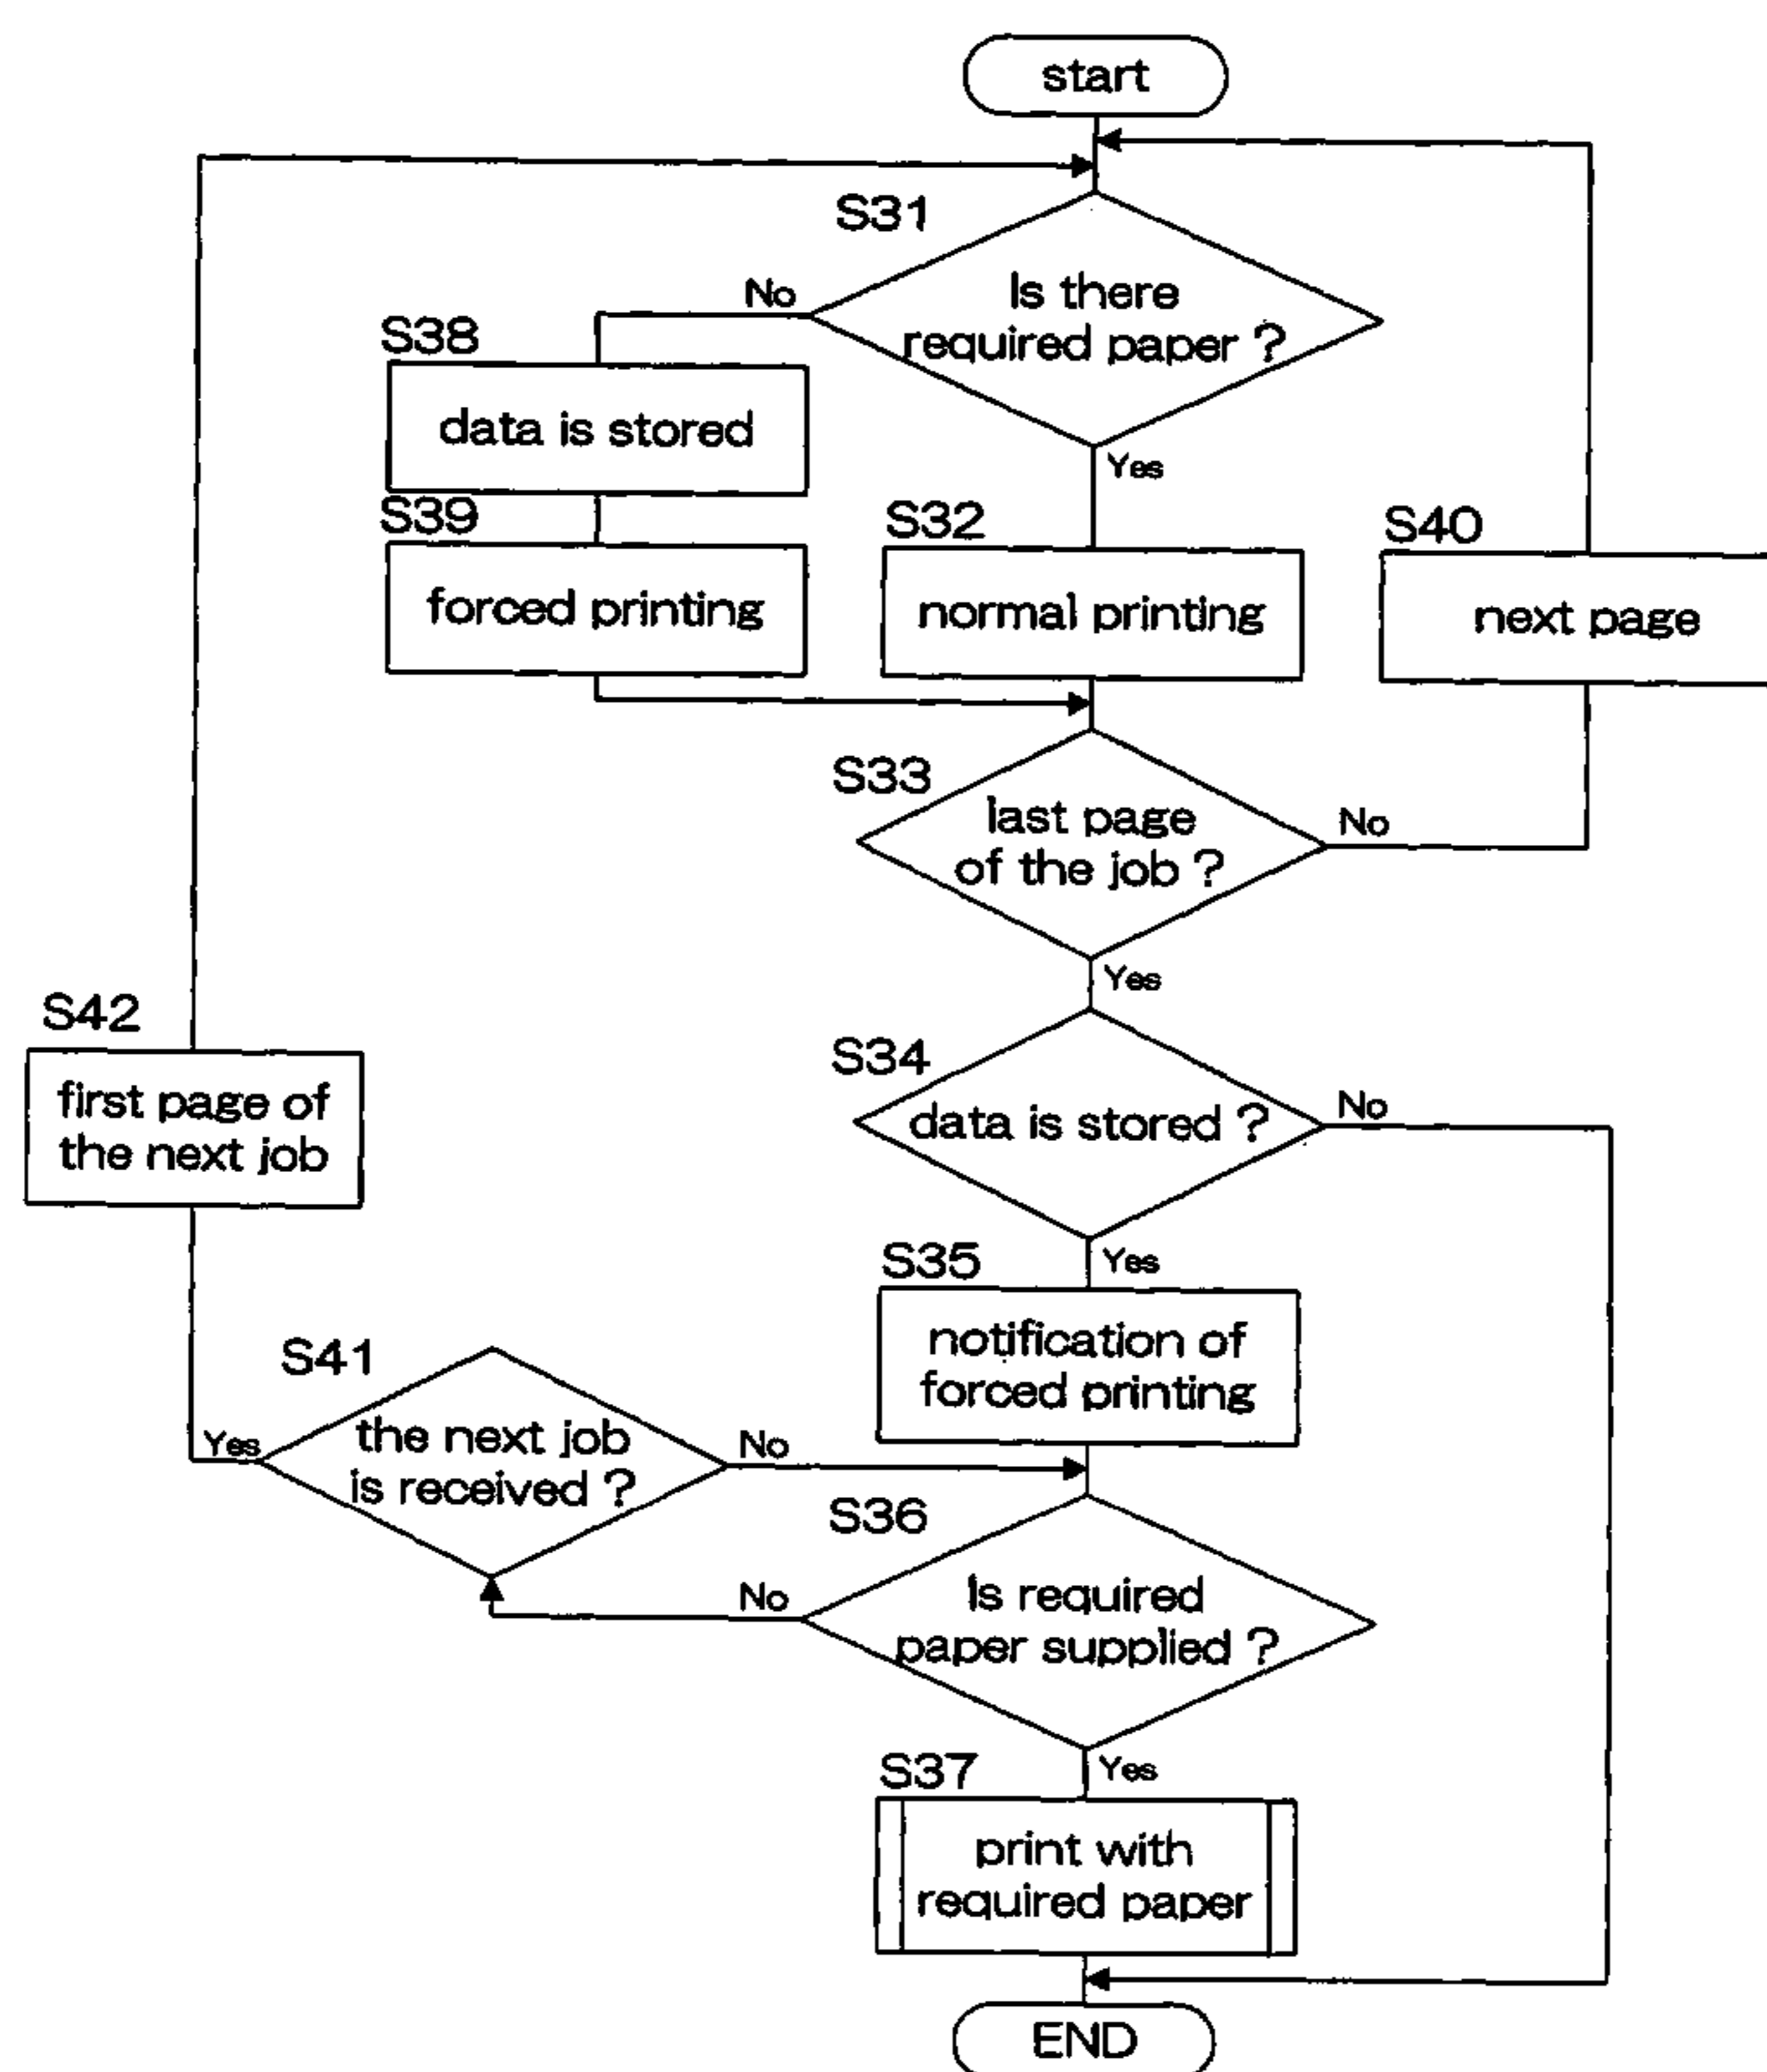 start
S31
Is there
required paper ?
No
Yes
S38
data is stored
S39
forced printing
S32
normal printing
S40
next page
S33
last page
of the job ?
No
Yes
S34
data is stored ?
No
Yes
S42
first page of
the next job
S35
notification of
forced printing
S41
the next job
is received ?
Yes
No
S36
Is required
paper supplied ?
No
Yes
S37
print with
required paper
END